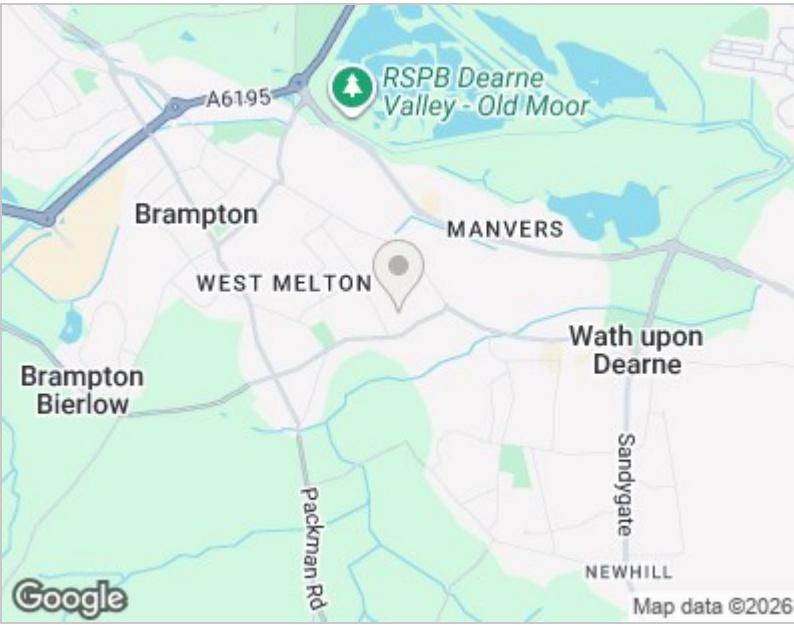 RSPB Dearne
Valley - Old Moor
A6195
Brampton
MANVERS
WEST MELTON
Wath upon
Dearne
Brampton
Bierlow
Sandygate
Packman Rd
NEWHILL
Google
Map data ©2026